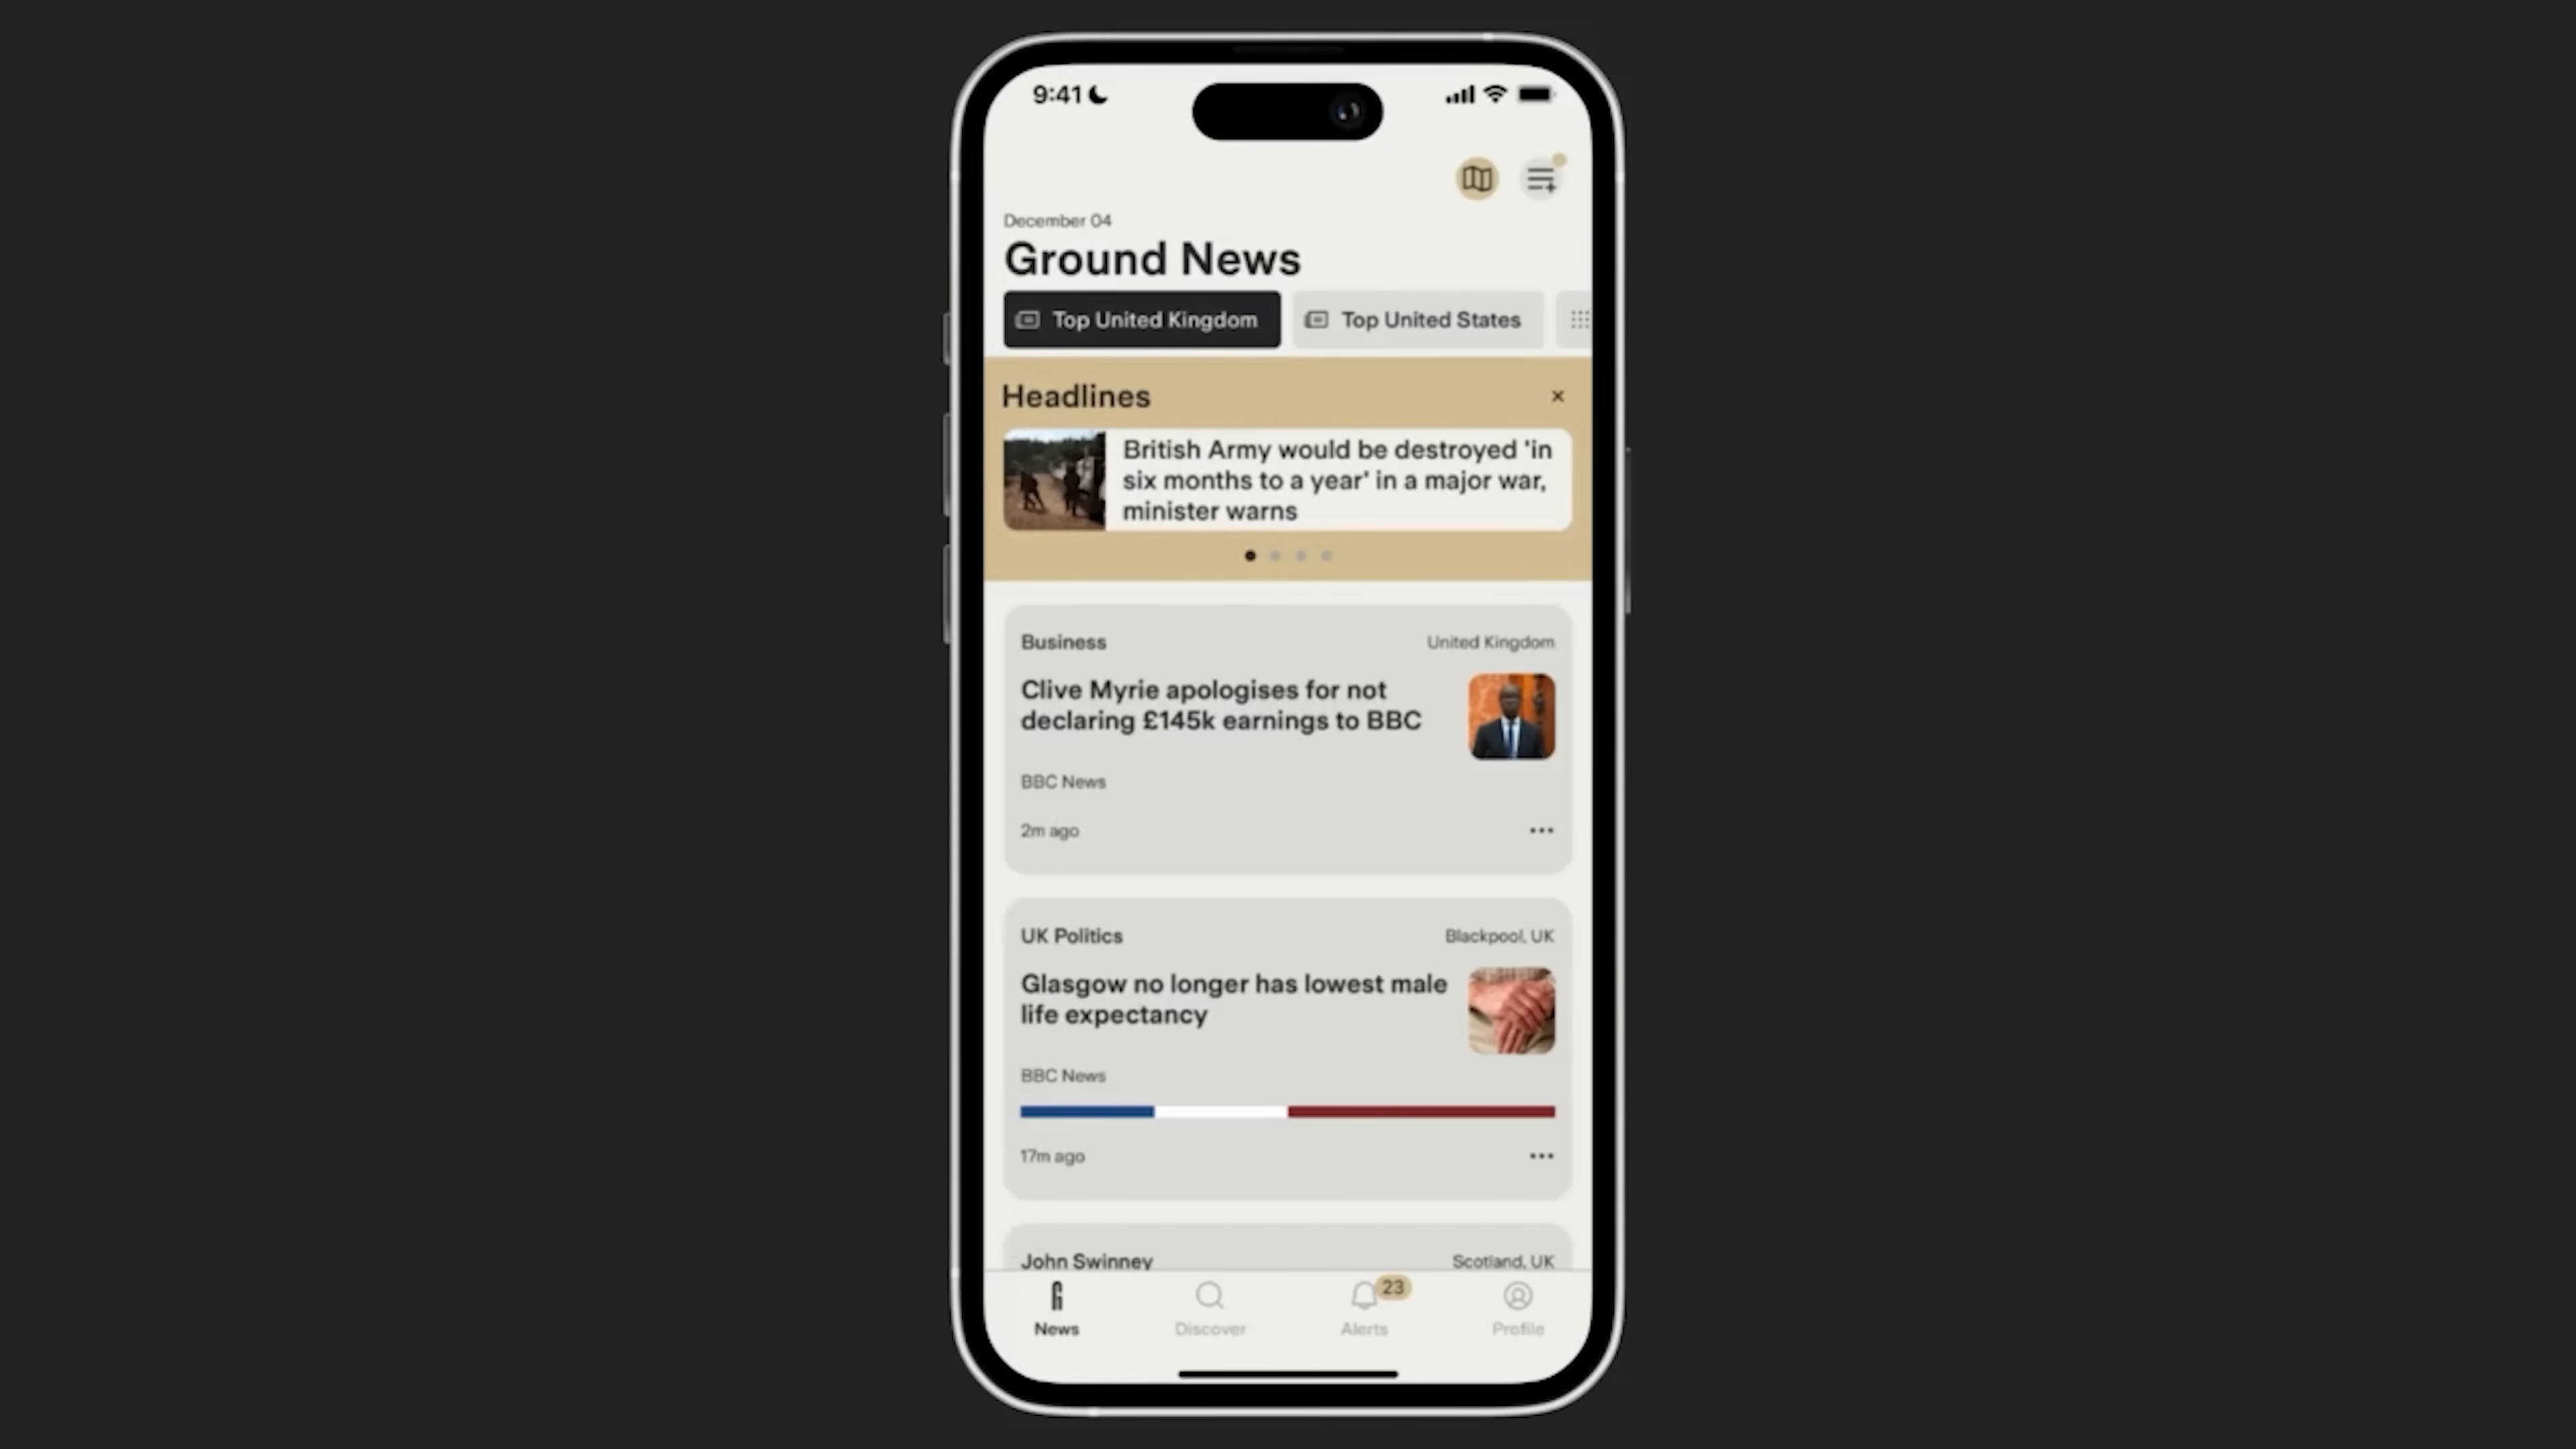 9:41
December 04
Ground News
Top United Kingdom
Top United States
Headlines
British Army would be destroyed 'in
six months to a year' in a major war,
minister warns
Business
United Kingdom
Clive Myrie apologises for not
declaring £145k earnings to BBC
BBC News
2m ago
UK Politics
Blackpool, UK
Glasgow no longer has lowest male
life expectancy
BBC News
17m ago
John Swinney
Scotland, UK
23
News
Discover
Alerts
Profile